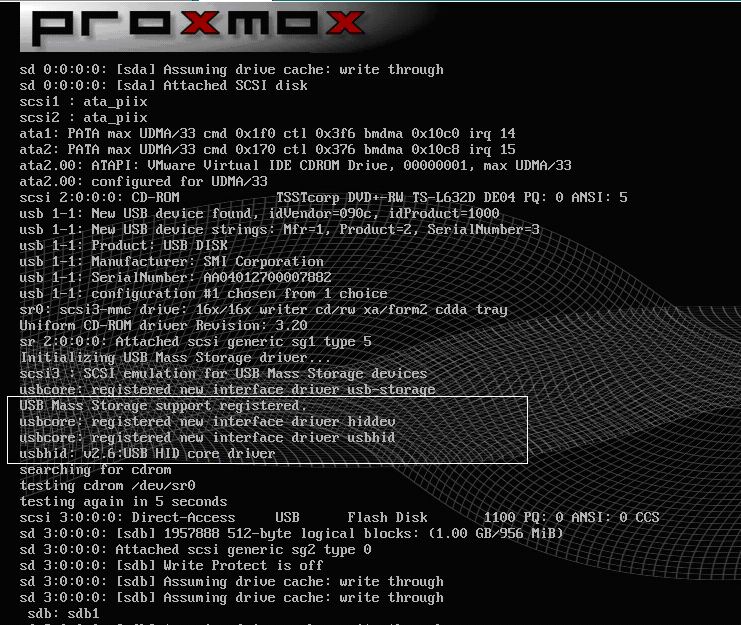 proxmox
sd 0:0:0:0: [sda] Assuming drive cache: write through
sd 0:0:0:0: [sda] Attached SCSI disk
scsi1 : ata_piix
scsi2 : ata_piix
ata1: PATA max UDMA/33 cmd 0x1f0 ctl 0x3f6 bmdma 0x10c0 irq 14
ata2: PATA max UDMA/33 cmd 0x170 ctl 0x376 bmdma 0x10c8 irq 15
ata2.00: ATAPI: VMware Virtual IDE CDROM Drive, 00000001, max UDMA/33
ata2.00: configured for UDMA/33
scsi 2:0:0:0: CD-ROM            TSSTcorp DVD+-RW TS-L632D DE04 PQ: 0 ANSI: 5
usb 1-1: New USB device found, idVendor=090c, idProduct=1000
usb 1-1: New USB device strings: Mfr=1, Product=2, SerialNumber=3
usb 1-1: Product: USB DISK
usb 1-1: Manufacturer: SMI Corporation
usb 1-1: SerialNumber: AA04012700007882
usb 1-1: configuration #1 chosen from 1 choice
sr0: scsi3-mmc drive: 16x/16x writer cd/rw xa/form2 cdda tray
Uniform CD-ROM driver Revision: 3.20
sr 2:0:0:0: Attached scsi generic sg1 type 5
Initializing USB Mass Storage driver...
scsi3 : SCSI emulation for USB Mass Storage devices
usbcore: registered new interface driver usb-storage
USB Mass Storage support registered.
usbcore: registered new interface driver hiddev
usbcore: registered new interface driver usbhid
usbhid: v2.6:USB HID core driver
searching for cdrom
testing cdrom /dev/sr0
testing again in 5 seconds
scsi 3:0:0:0: Direct-Access     USB      Flash Disk       1100 PQ: 0 ANSI: 0 CCS
sd 3:0:0:0: [sdb] 1957888 512-byte logical blocks: (1.00 GB/956 MiB)
sd 3:0:0:0: Attached scsi generic sg2 type 0
sd 3:0:0:0: [sdb] Write Protect is off
sd 3:0:0:0: [sdb] Assuming drive cache: write through
sd 3:0:0:0: [sdb] Assuming drive cache: write through
sdb: sdb1